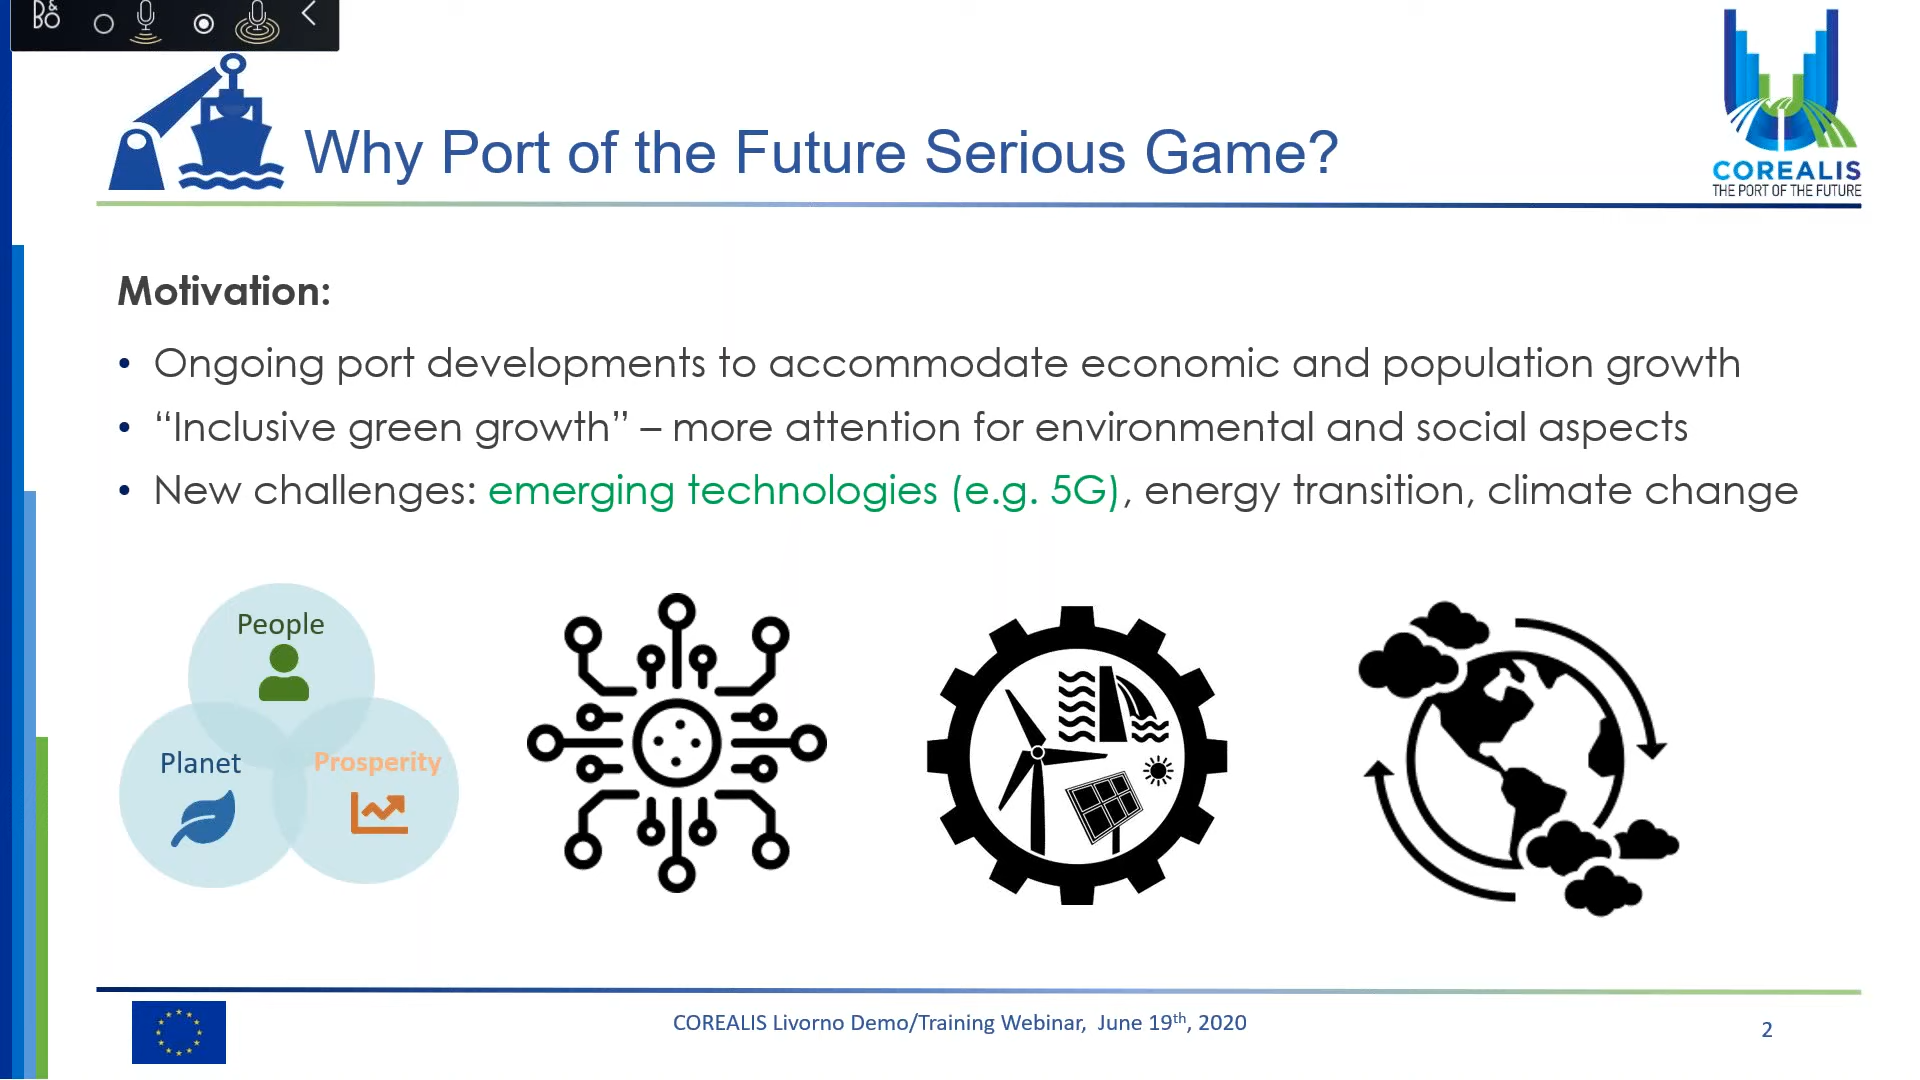 B&O
Why Port of the Future Serious Game?
COREALIS
THE PORT OF THE FUTURE
Motivation:
• Ongoing port developments to accommodate economic and population growth
• “Inclusive green growth” – more attention for environmental and social aspects
• New challenges: emerging technologies (e.g. 5G), energy transition, climate change
People
Planet
Prosperity
COREALIS Livorno Demo/Training Webinar, June 19th, 2020
2